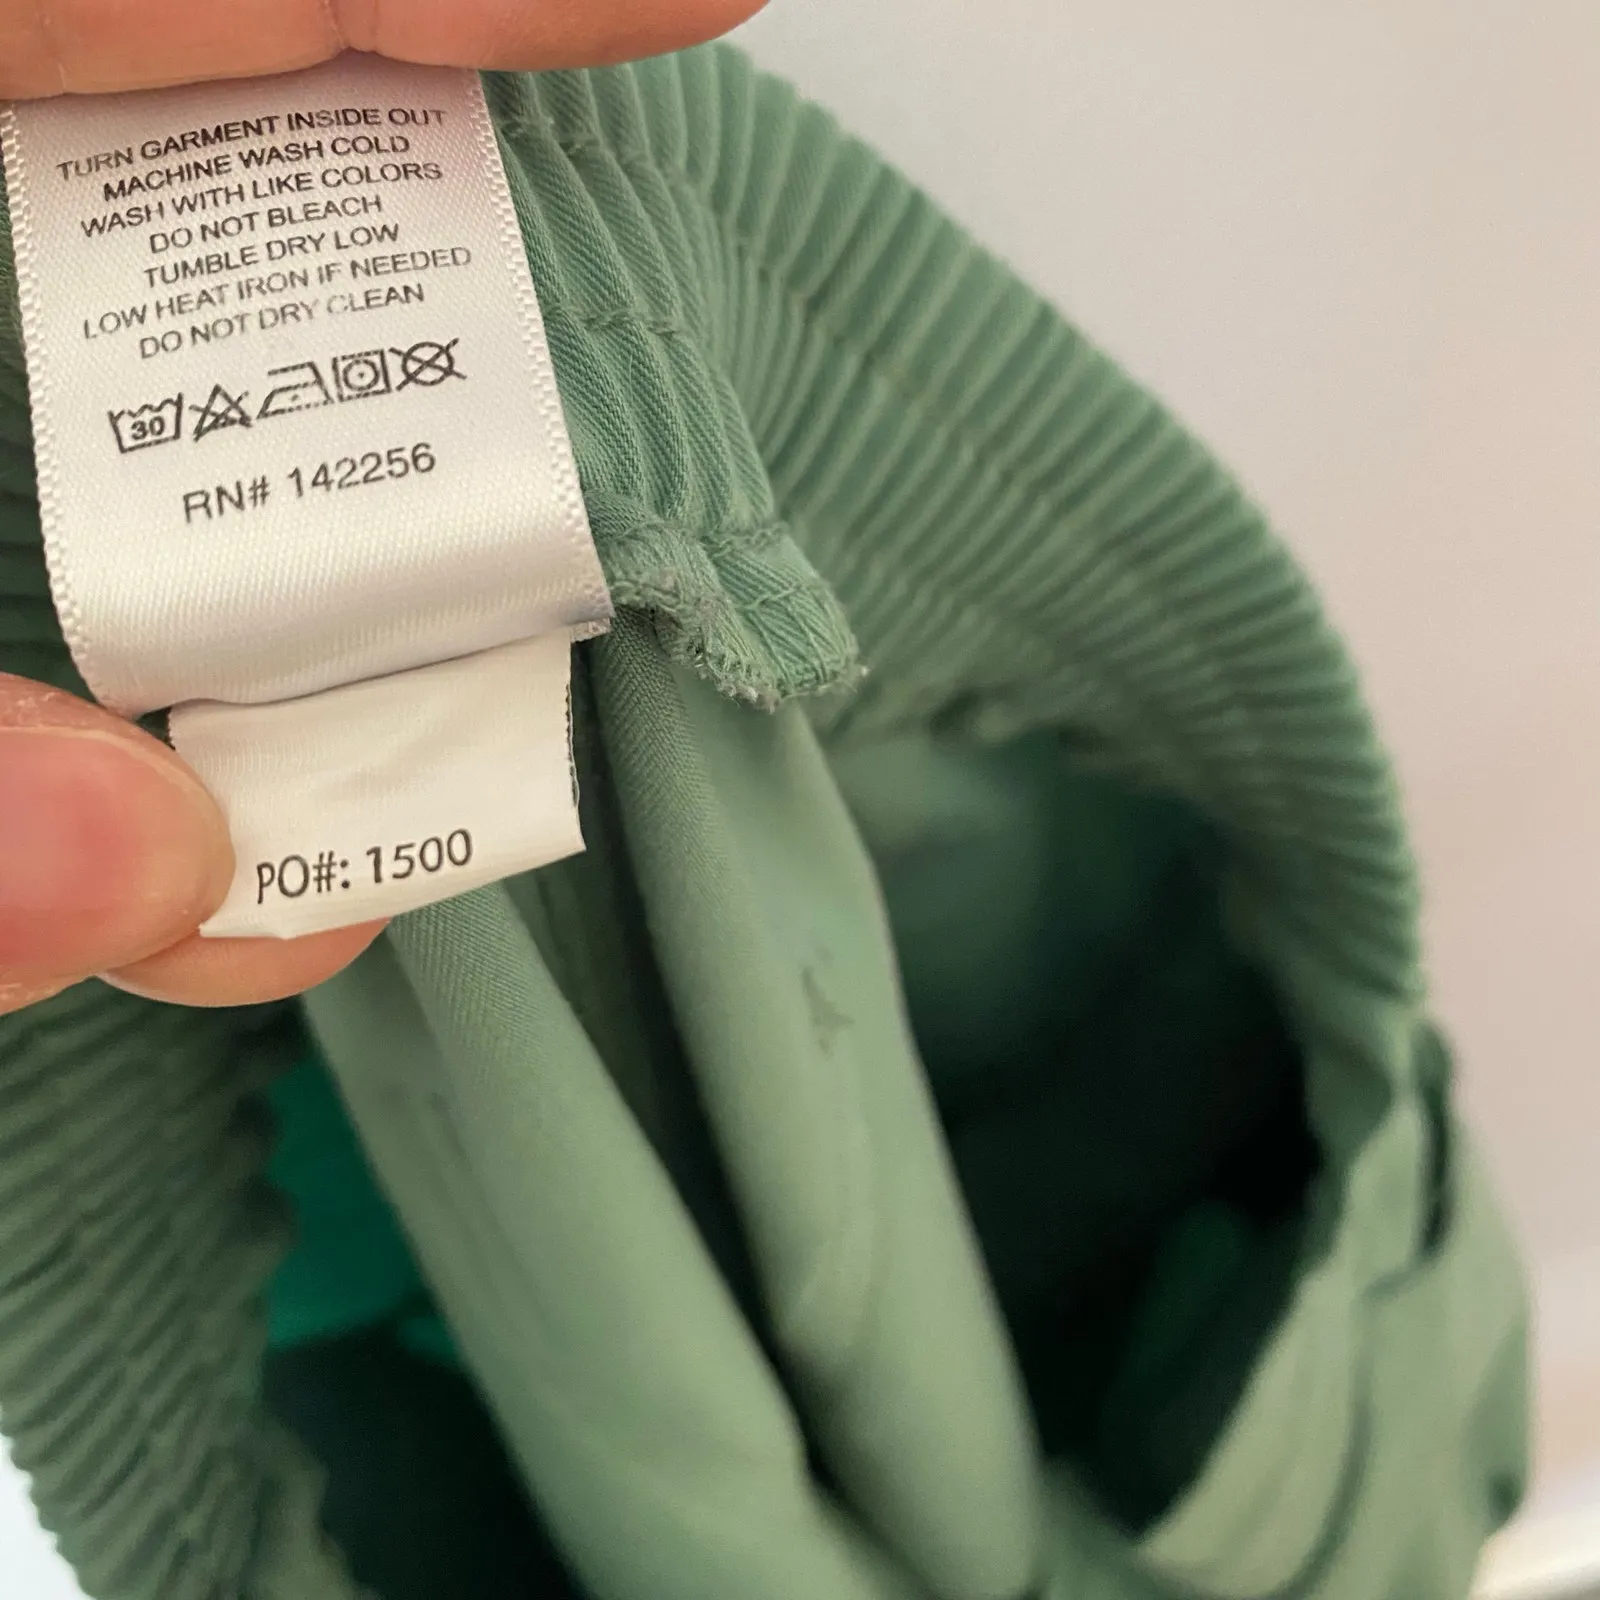 TURN GARMENT INSIDE OUT
MACHINE WASH COLD
WASH WITH LIKE COLORS
DO NOT BLEACH
TUMBLE DRY LOW
LOW HEAT IRON IF NEEDED
DO NOT DRY CLEAN
30
RN# 142256
PO#: 1500